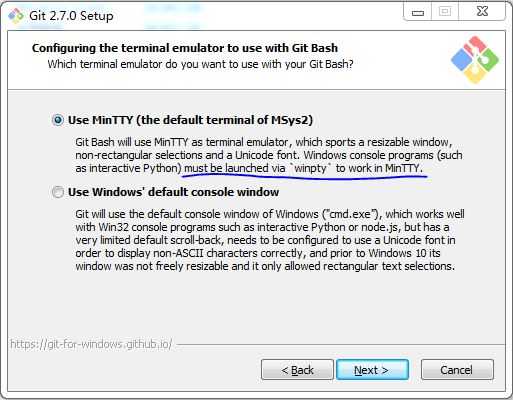 Git 2.7.0 Setup
Configuring the terminal emulator to use with Git Bash
Which terminal emulator do you want to use with your Git Bash?
Use MinTTY (the default terminal of MSys2)
Git Bash will use MinTTY as terminal emulator, which sports a resizable window,
non-rectangular selections and a Unicode font. Windows console programs (such
as interactive Python) must be launched via `winpty` to work in MinTTY.
Use Windows' default console window
Git will use the default console window of Windows ("cmd.exe"), which works well
with Win32 console programs such as interactive Python or node.js, but has a
very limited default scroll-back, needs to be configured to use a Unicode font in
order to display non-ASCII characters correctly, and prior to Windows 10 its
window was not freely resizable and it only allowed rectangular text selections.
https://git-for-windows.github.io/
< Back
Next >
Cancel